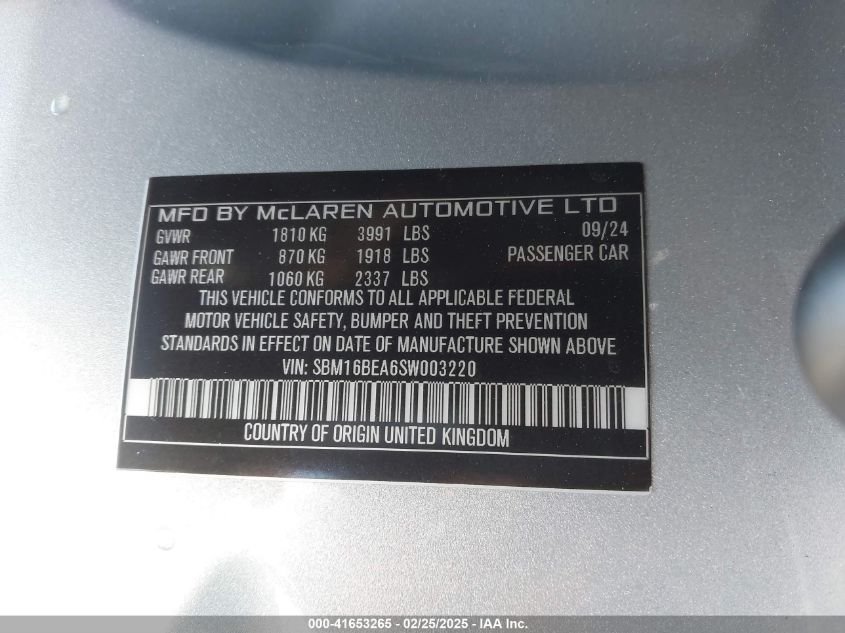 MFD BY McLAREN AUTOMOTIVE LTD
GVWR 1810 KG 3991 LBS 09/24
GAWR FRONT 870 KG 1918 LBS PASSENGER CAR
GAWR REAR 1060 KG 2337 LBS
THIS VEHICLE CONFORMS TO ALL APPLICABLE FEDERAL
MOTOR VEHICLE SAFETY, BUMPER AND THEFT PREVENTION
STANDARDS IN EFFECT ON DATE OF MANUFACTURE SHOWN ABOVE
VIN: SBM16BEA6SW003220
COUNTRY OF ORIGIN UNITED KINGDOM
000-41653265 - 02/25/2025 - IAA Inc.